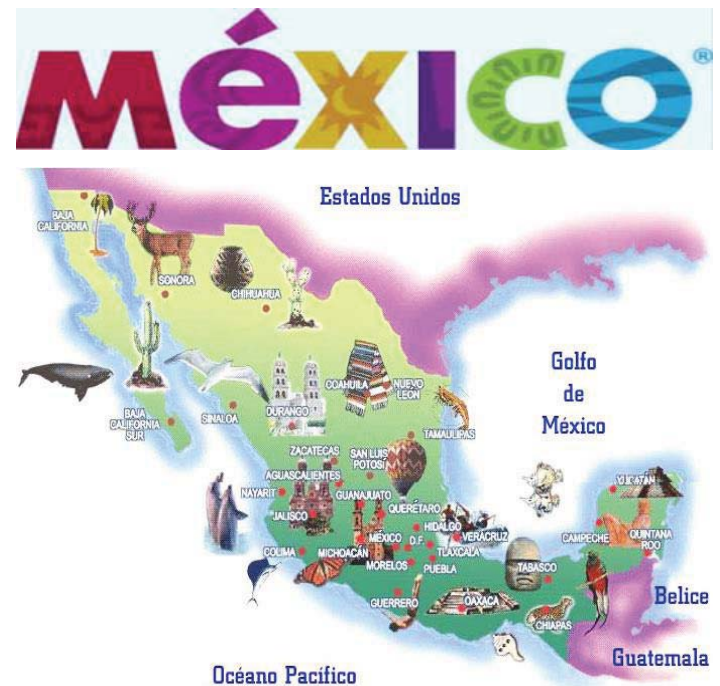 México®
Estados Unidos
BAJA
CALIFORNIA
SONORA
CHIHUAHUA
Golfo
de
México
COAHUILA
NUEVO
LEON
BAJA
CALIFORNIA
SUR
SINALOA
DURANGO
TAMAULIPAS
ZACATECAS
SAN LUIS
POTOSÍ
AGUASCALIENTES
NAYARIT
GUANAJUATO
QUERÉTARO
JALISCO
HIDALGO
VERACRUZ
YUCATAN
CAMPECHE
QUINTANA
ROO
COLIMA
MICHOACÁN
MÉXICO
D.F.
TLAXCALA
MORELOS
PUEBLA
TABASCO
GUERRERO
OAXACA
CHIAPAS
Belice
Guatemala
Océano Pacífico